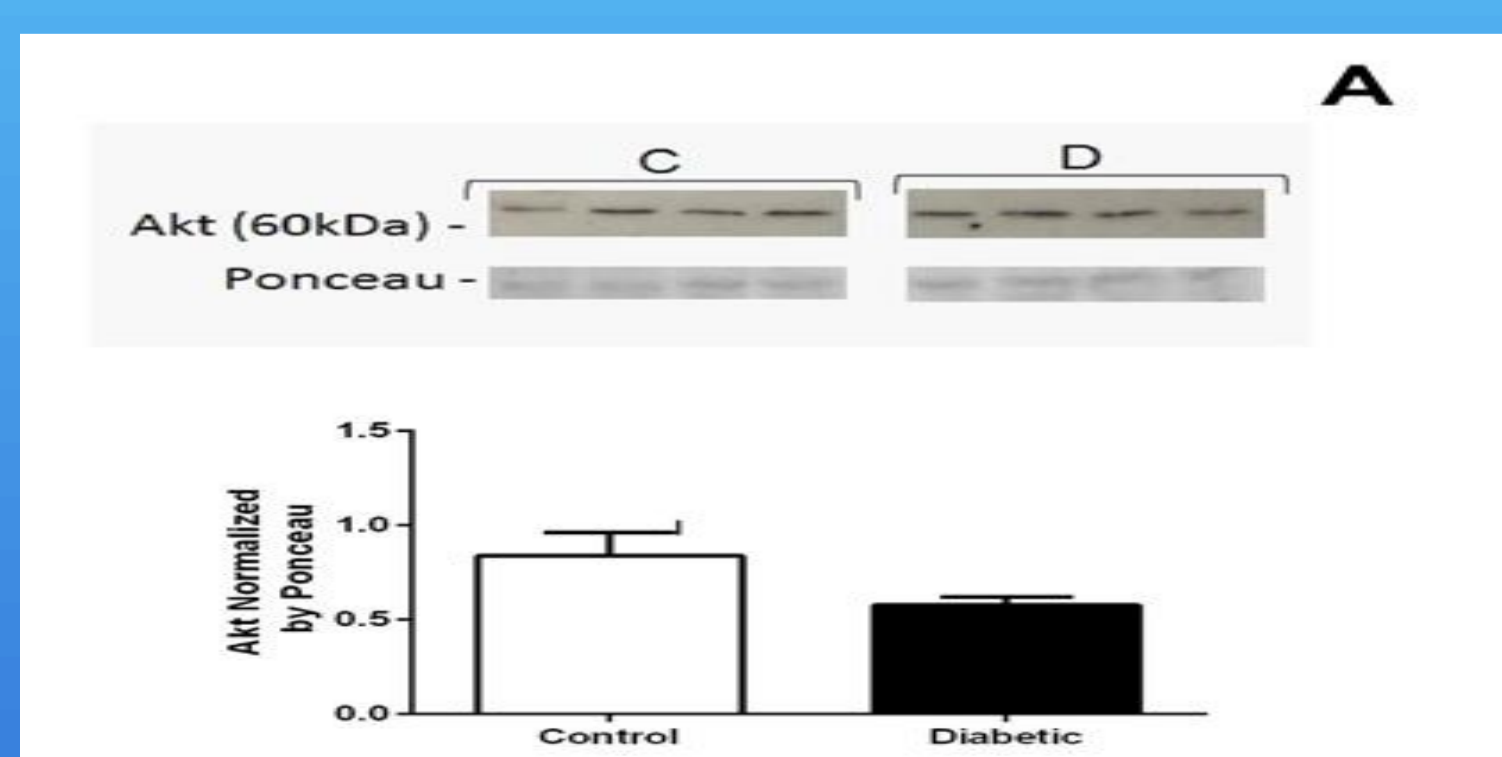 A
C
D
Akt (60kDa) -
Ponceau -
1.5
1.0
0.5
0.0
Akt Normalized
by Ponceau
Control
Diabetic